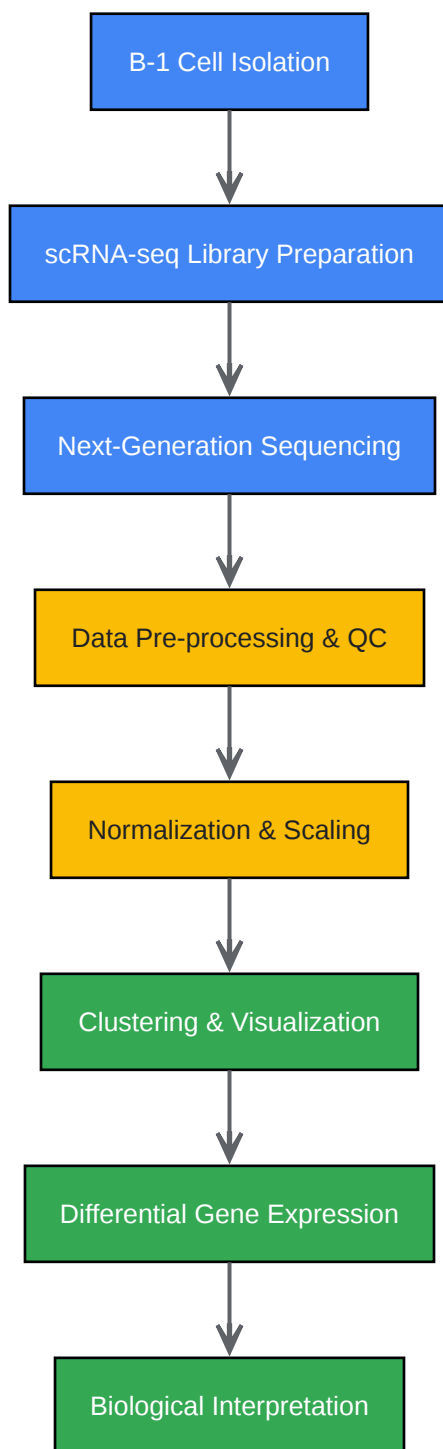 B-1 Cell Isolation
scRNA-seq Library Preparation
Next-Generation Sequencing
Data Pre-processing & QC
Normalization & Scaling
Clustering & Visualization
Differential Gene Expression
Biological Interpretation